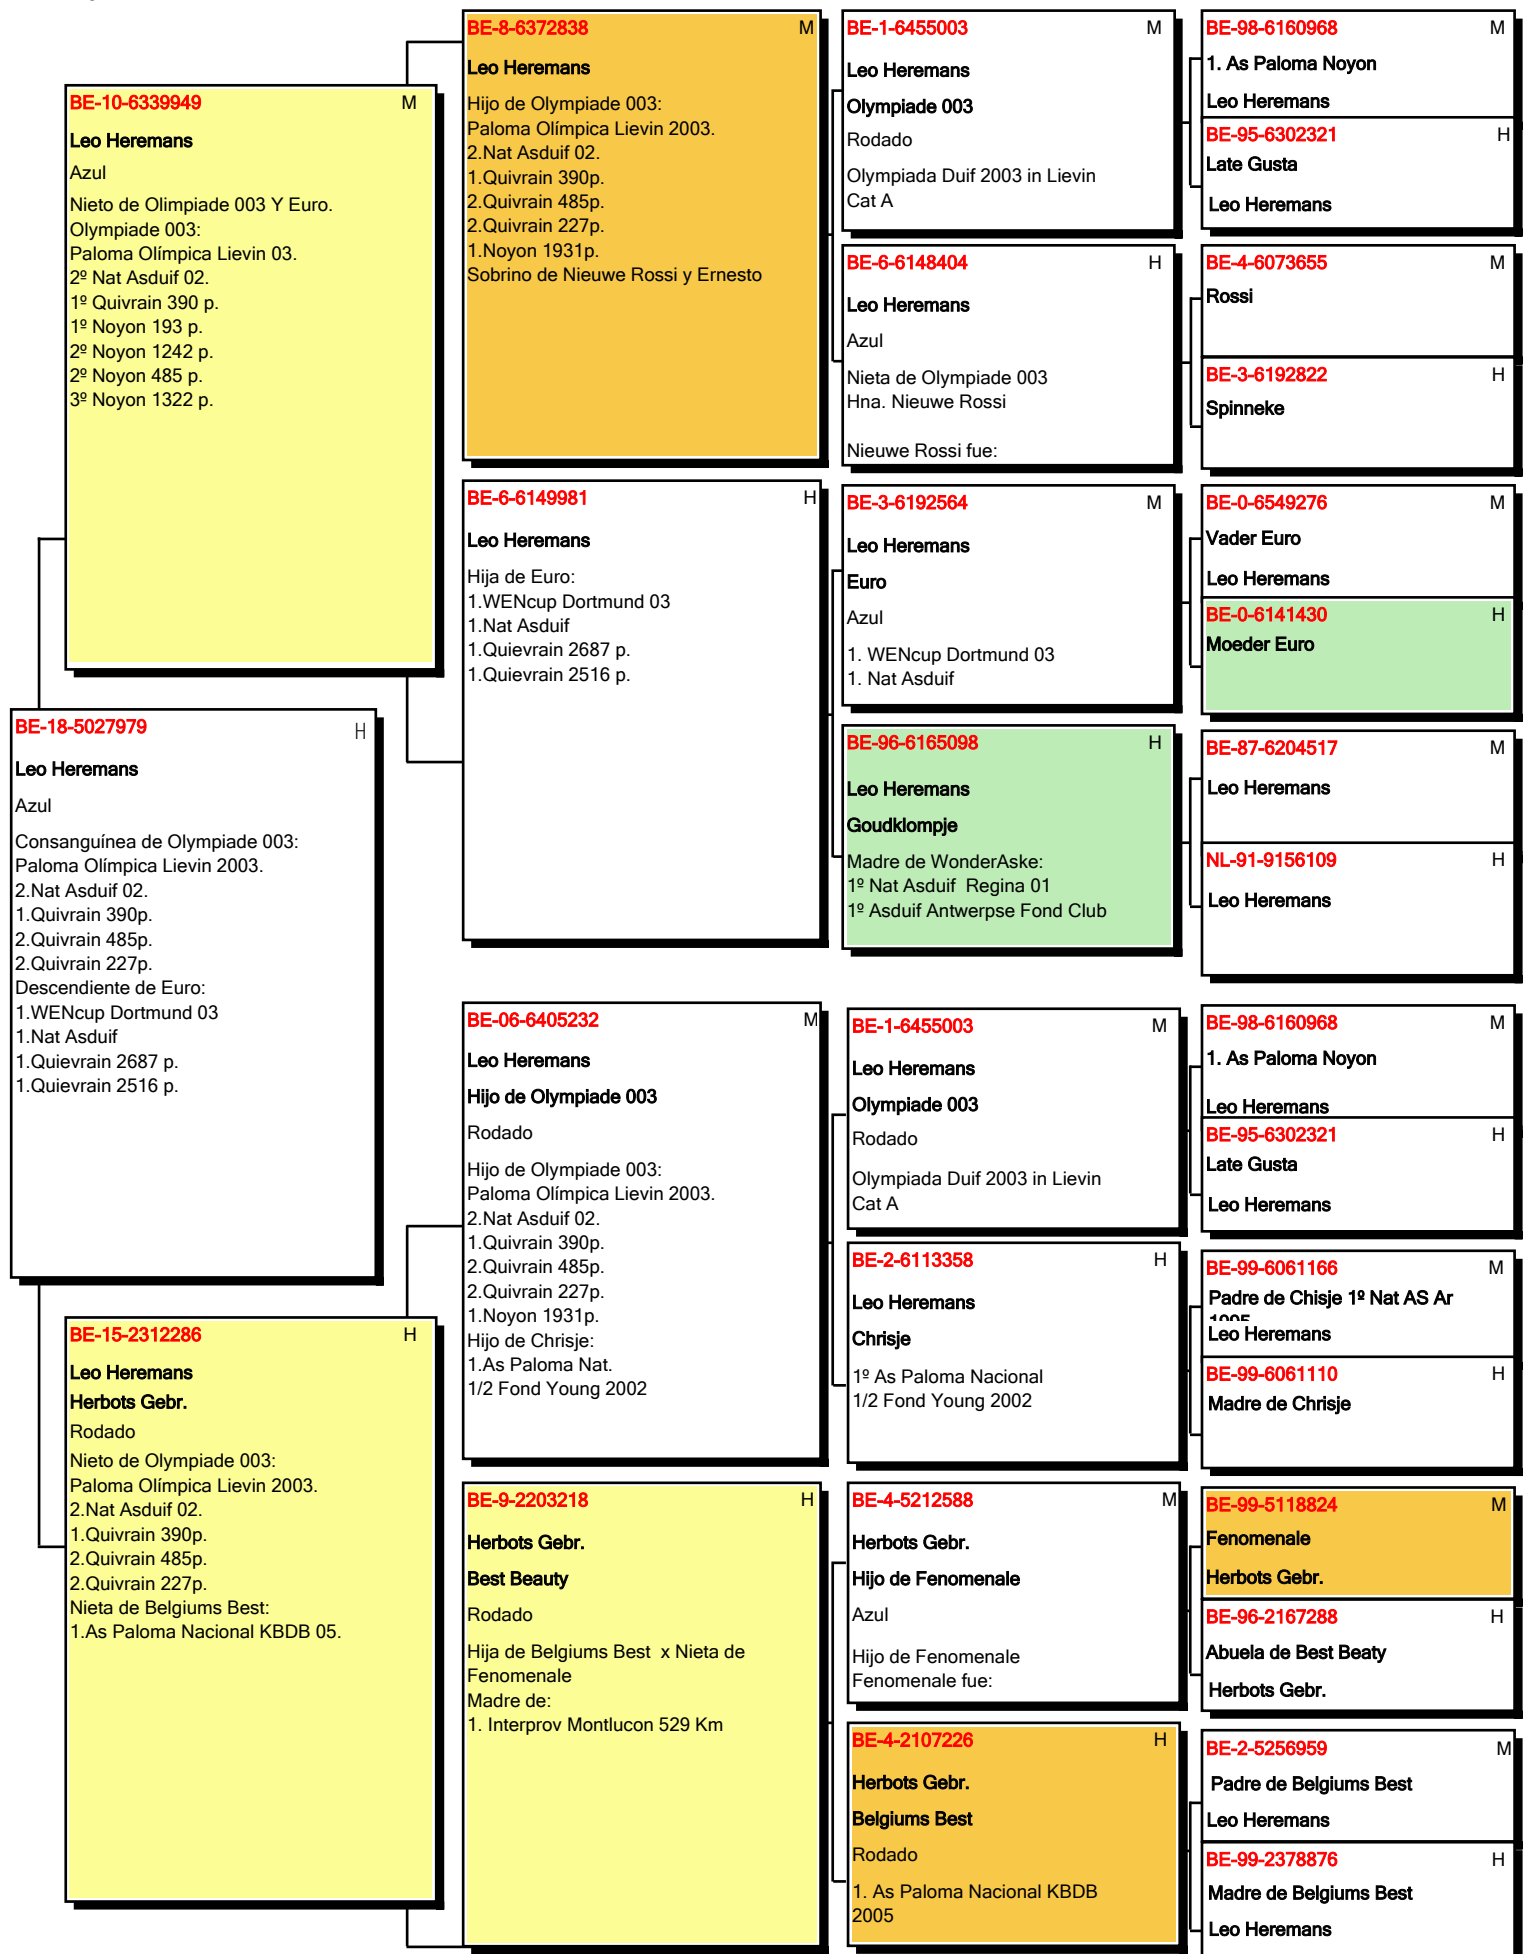 BE-18-5027979 H
Leo Heremans
Azul
Consanguínea de Olympiade 003:
Paloma Olímpica Lievin 2003.
2.Nat Asduif 02.
1.Quivrain 390p.
2.Quivrain 485p.
2.Quivrain 227p.
Descendiente de Euro:
1.WENcup Dortmund 03
1.Nat Asduif
1.Quievrain 2687 p.
1.Quievrain 2516 p.
BE-10-6339949 M
Leo Heremans
Azul
Nieto de Olimpiade 003 Y Euro.
Olympiade 003:
Paloma Olímpica Lievin 03.
2º Nat Asduif 02.
1º Quivrain 390 p.
1º Noyon 193 p.
2º Noyon 1242 p.
2º Noyon 485 p.
3º Noyon 1322 p.
BE-15-2312286 H
Leo Heremans
Herbots Gebr.
Rodado
Nieto de Olympiade 003:
Paloma Olímpica Lievin 2003.
2.Nat Asduif 02.
1.Quivrain 390p.
2.Quivrain 485p.
2.Quivrain 227p.
Nieta de Belgiums Best:
1.As Paloma Nacional KBDB 05.
BE-8-6372838 M
Leo Heremans
Hijo de Olympiade 003:
Paloma Olímpica Lievin 2003.
2.Nat Asduif 02.
1.Quivrain 390p.
2.Quivrain 485p.
2.Quivrain 227p.
1.Noyon 1931p.
Sobrino de Nieuwe Rossi y Ernesto
BE-6-6149981 H
Leo Heremans
Hija de Euro:
1.WENcup Dortmund 03
1.Nat Asduif
1.Quievrain 2687 p.
1.Quievrain 2516 p.
BE-06-6405232 M
Leo Heremans
Hijo de Olympiade 003
Rodado
Hijo de Olympiade 003:
Paloma Olímpica Lievin 2003.
2.Nat Asduif 02.
1.Quivrain 390p.
2.Quivrain 485p.
2.Quivrain 227p.
1.Noyon 1931p.
Hijo de Chrisje:
1.As Paloma Nat.
1/2 Fond Young 2002
BE-9-2203218 H
Herbots Gebr.
Best Beauty
Rodado
Hija de Belgiums Best x Nieta de
Fenomenale
Madre de:
1. Interprov Montlucon 529 Km
BE-1-6455003 M
Leo Heremans
Olympiade 003
Rodado
Olympiada Duif 2003 in Lievin
Cat A
BE-6-6148404 H
Leo Heremans
Azul
Nieta de Olympiade 003
Hna. Nieuwe Rossi
Nieuwe Rossi fue:
BE-3-6192564 M
Leo Heremans
Euro
Azul
1. WENcup Dortmund 03
1. Nat Asduif
BE-96-6165098 H
Leo Heremans
Goudklompje
Madre de WonderAske:
1º Nat Asduif Regina 01
1º Asduif Antwerpse Fond Club
BE-1-6455003 M
Leo Heremans
Olympiade 003
Rodado
Olympiada Duif 2003 in Lievin
Cat A
BE-2-6113358 H
Leo Heremans
Chrisje
1º As Paloma Nacional
1/2 Fond Young 2002
BE-4-5212588 M
Herbots Gebr.
Hijo de Fenomenale
Azul
Hijo de Fenomenale
Fenomenale fue:
BE-4-2107226 H
Herbots Gebr.
Belgiums Best
Rodado
1. As Paloma Nacional KBDB
2005
BE-98-6160968 M
1. As Paloma Noyon
Leo Heremans
BE-95-6302321 H
Late Gusta
Leo Heremans
BE-4-6073655 M
Rossi
BE-3-6192822 H
Spinneke
BE-0-6549276 M
Vader Euro
Leo Heremans
BE-0-6141430 H
Moeder Euro
BE-87-6204517 M
Leo Heremans
NL-91-9156109 H
Leo Heremans
BE-98-6160968 M
1. As Paloma Noyon
Leo Heremans
BE-95-6302321 H
Late Gusta
Leo Heremans
BE-99-6061166 M
Padre de Chisje 1º Nat AS Ar
Leo Heremans
BE-99-6061110 H
Madre de Chrisje
BE-99-5118824 M
Fenomenale
Herbots Gebr.
BE-96-2167288 H
Abuela de Best Beaty
Herbots Gebr.
BE-2-5256959 M
Padre de Belgiums Best
Leo Heremans
BE-99-2378876 H
Madre de Belgiums Best
Leo Heremans